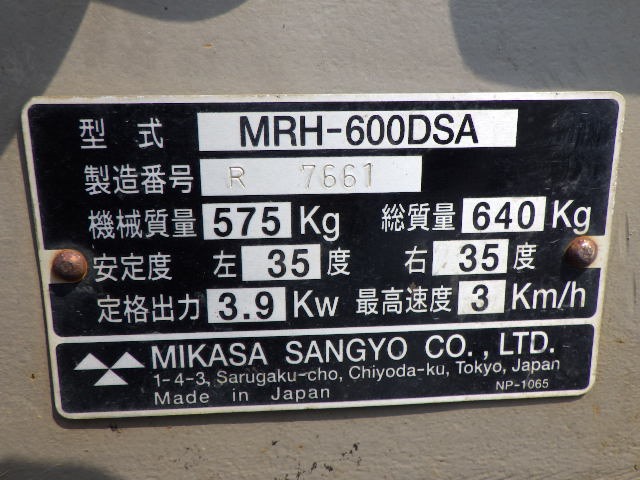 型式 MRH-600DSA
製造番号 R 7661
機械質量 575 Kg 総質量 640 Kg
安定度 左 35 度 右 35 度
定格出力 3.9 Kw 最高速度 3 Km/h
MIKASA SANGYO CO., LTD.
1-4-3, Sarugaku-cho, Chiyoda-ku, Tokyo, Japan
Made in Japan NP-1065